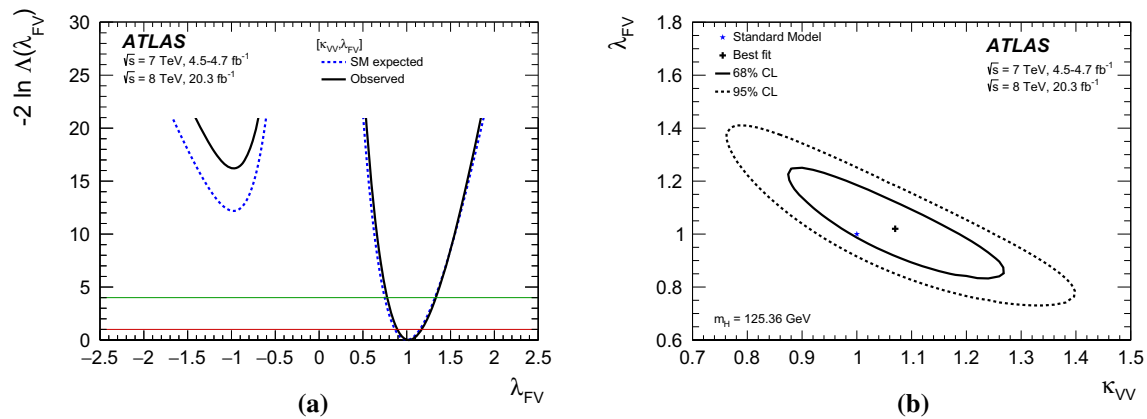 -2 ln Λ(λ_FV)
30
25
20
15
10
5
0
ATLAS
√s = 7 TeV, 4.5-4.7 fb⁻¹
√s = 8 TeV, 20.3 fb⁻¹
[κ_VV,λ_FV]
SM expected
Observed
−2.5 −2 −1.5 −1 −0.5 0 0.5 1 1.5 2 2.5
λ_FV
(a)
λ_FV
1.8
1.6
1.4
1.2
1
0.8
0.6
Standard Model
Best fit
68% CL
95% CL
ATLAS
√s = 7 TeV, 4.5-4.7 fb⁻¹
√s = 8 TeV, 20.3 fb⁻¹
m_H = 125.36 GeV
0.7 0.8 0.9 1 1.1 1.2 1.3 1.4 1.5
κ_VV
(b)